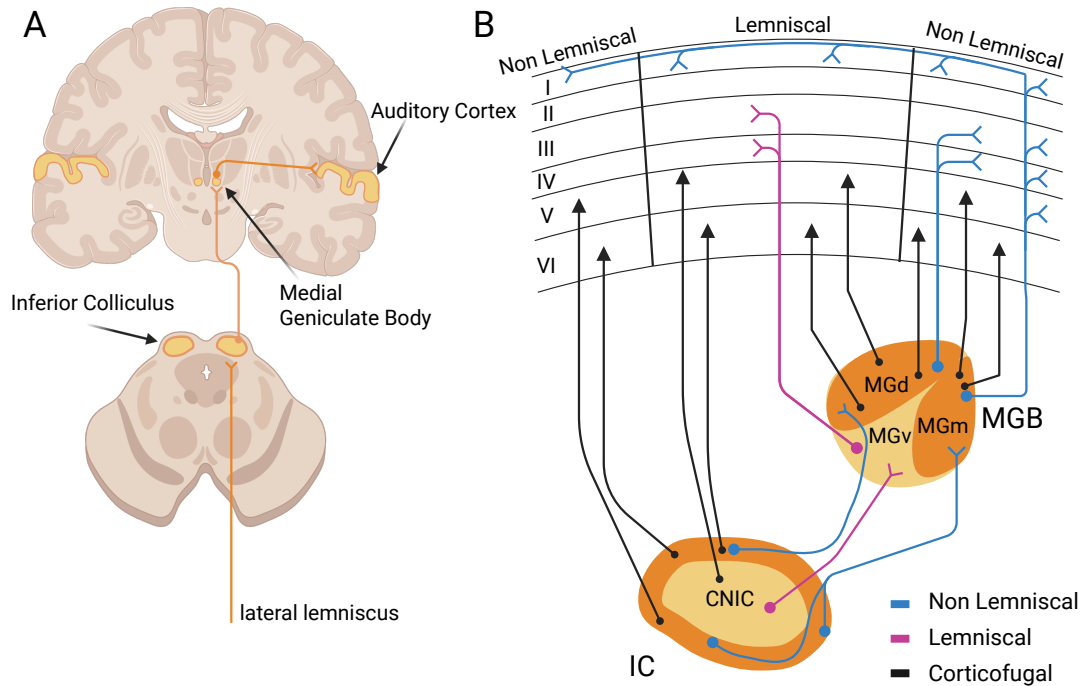 A
Auditory Cortex
Medial
Geniculate Body
Inferior Colliculus
lateral lemniscus
B
Non Lemniscal
Lemniscal
Non Lemniscal
I
II
III
IV
V
VI
MGd
MGv
MGm
MGB
CNIC
IC
Non Lemniscal
Lemniscal
Corticofugal